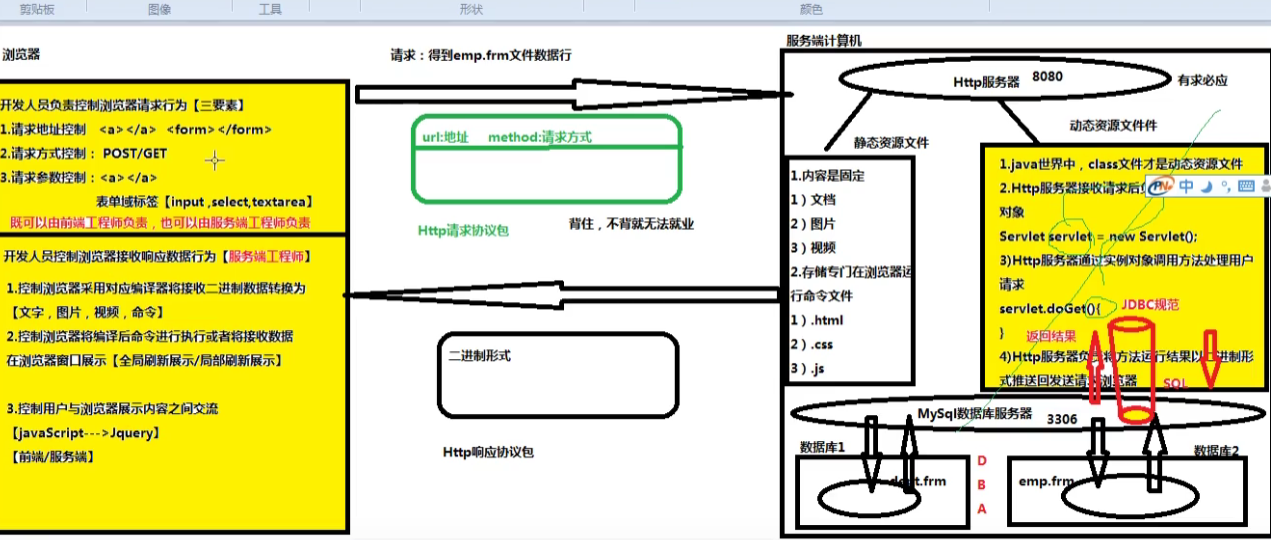 剪贴板
图像
工具
形状
颜色
浏览器
开发人员负责控制浏览器请求行为【三要素】
1.请求地址控制 <a></a> <form></form>
2.请求方式控制： POST/GET
3.请求参数控制：<a></a>
表单域标签【input ,select,textarea】
既可以由前端工程师负责，也可以由服务端工程师负责
开发人员控制浏览器接收响应数据行为【服务端工程师】
1.控制浏览器采用对应编译器将接收二进制数据转换为
【文字，图片，视频，命令】
2.控制浏览器将编译后命令进行执行或者将接收数据
在浏览器窗口展示【全局刷新展示/局部刷新展示】
3.控制用户与浏览器展示内容之间交流
【javaScript--->Jquery】
【前端/服务端】
请求：得到emp.frm文件数据行
url:地址 method:请求方式
Http请求协议包
背住，不背就无法就业
二进制形式
Http响应协议包
服务端计算机
Http服务器 8080
有求必应
静态资源文件
动态资源文件件
1.内容是固定
1）文档
2）图片
3）视频
2.存储专门在浏览器运
行命令文件
1）.html
2）.css
3）.js
1.java世界中，class文件才是动态资源文件
2.Http服务器接收请求后
对象
Servlet servlet = new Servlet();
3)Http服务器通过实例对象调用方法处理用户
请求
servlet.doGet(){
}
JDBC规范
返回结果
4)Http服务器负责将方法运行结果以二进制形
式推送回发送请求浏览器
SQL
中
MySql数据库服务器 3306
数据库1
数据库2
.frm
emp.frm
D
B
A